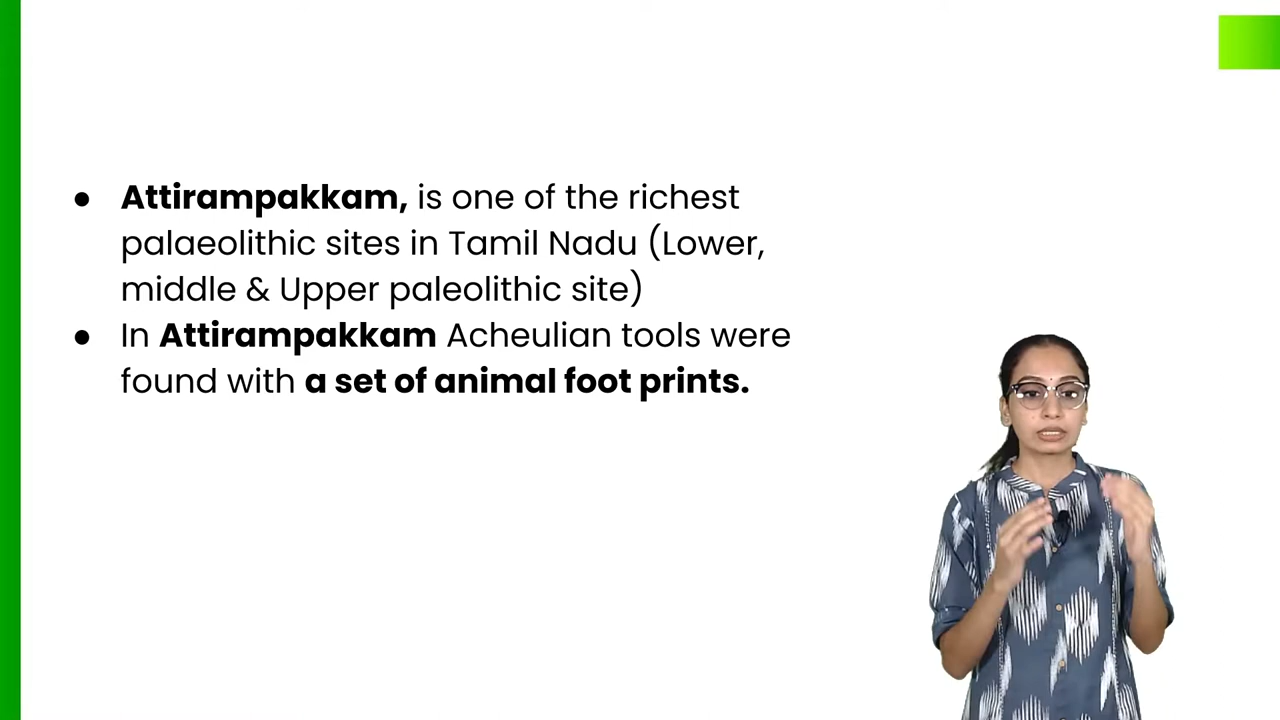 ● Attirampakkam, is one of the richest
palaeolithic sites in Tamil Nadu (Lower,
middle & Upper paleolithic site)
● In Attirampakkam Acheulian tools were
found with a set of animal foot prints.